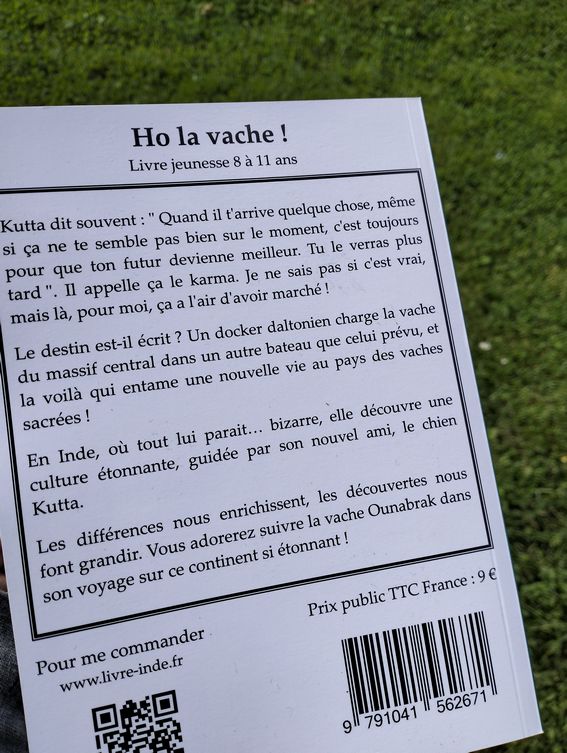 Ho la vache !
Livre jeunesse 8 à 11 ans
Kutta dit souvent : " Quand il t'arrive quelque chose, même
si ça ne te semble pas bien sur le moment, c'est toujours
pour que ton futur devienne meilleur. Tu le verras plus
tard ". Il appelle ça le karma. Je ne sais pas si c'est vrai,
mais là, pour moi, ça a l'air d'avoir marché !
Le destin est-il écrit ? Un docker daltonien charge la vache
du massif central dans un autre bateau que celui prévu, et
la voilà qui entame une nouvelle vie au pays des vaches
sacrées !
En Inde, où tout lui parait… bizarre, elle découvre une
culture étonnante, guidée par son nouvel ami, le chien
Kutta.
Les différences nous enrichissent, les découvertes nous
font grandir. Vous adorerez suivre la vache Ounabrak dans
son voyage sur ce continent si étonnant !
Prix public TTC France : 9 €
Pour me commander
www.livre-inde.fr
9 791041 562671